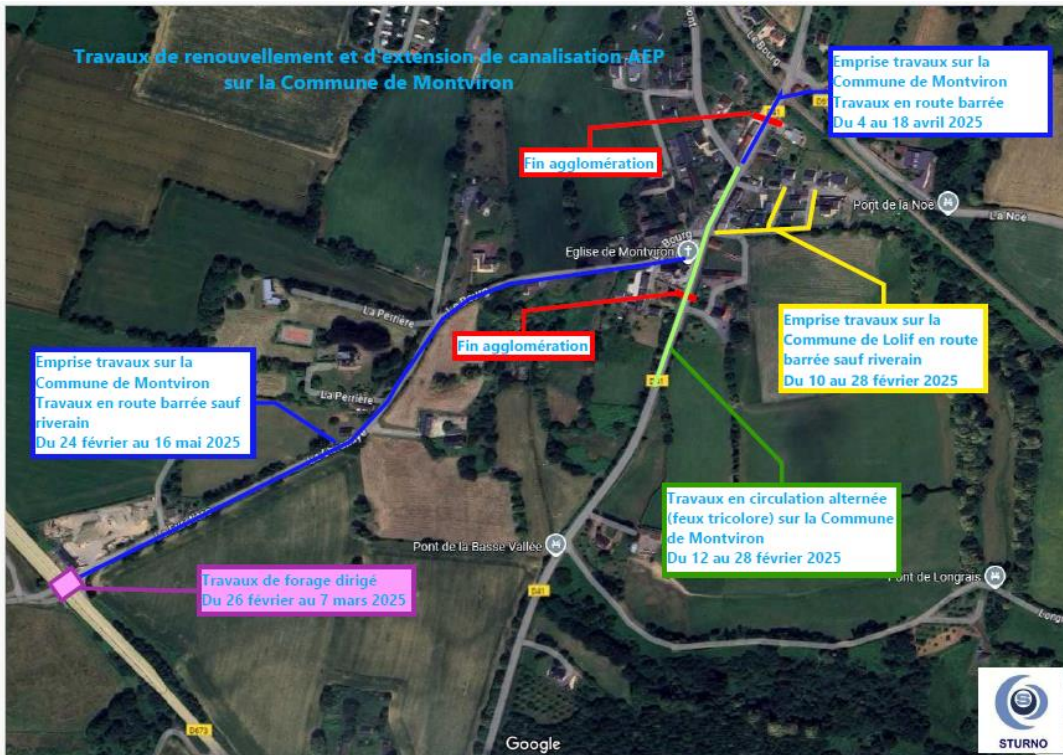 Travaux de renouvellement et d'extension de canalisation AEP
sur la Commune de Montviron
Emprise travaux sur la
Commune de Montviron
Travaux en route barrée
Du 4 au 18 avril 2025
Le Bourg
Fin agglomération
Pont de la Noë
La Noë
Bourg
Eglise de Montviron
Le Bourg
La Perrière
Fin agglomération
Emprise travaux sur la
Commune de Lolif en route
barrée sauf riverain
Du 10 au 28 février 2025
Emprise travaux sur la
Commune de Montviron
Travaux en route barrée sauf
riverain
Du 24 février au 16 mai 2025
La Perrière
Travaux en circulation alternée
(feux tricolore) sur la Commune
de Montviron
Du 12 au 28 février 2025
Pont de la Basse Vallée
Travaux de forage dirigé
Du 26 février au 7 mars 2025
Pont de Longrais
D41
D673
Google
STURNO